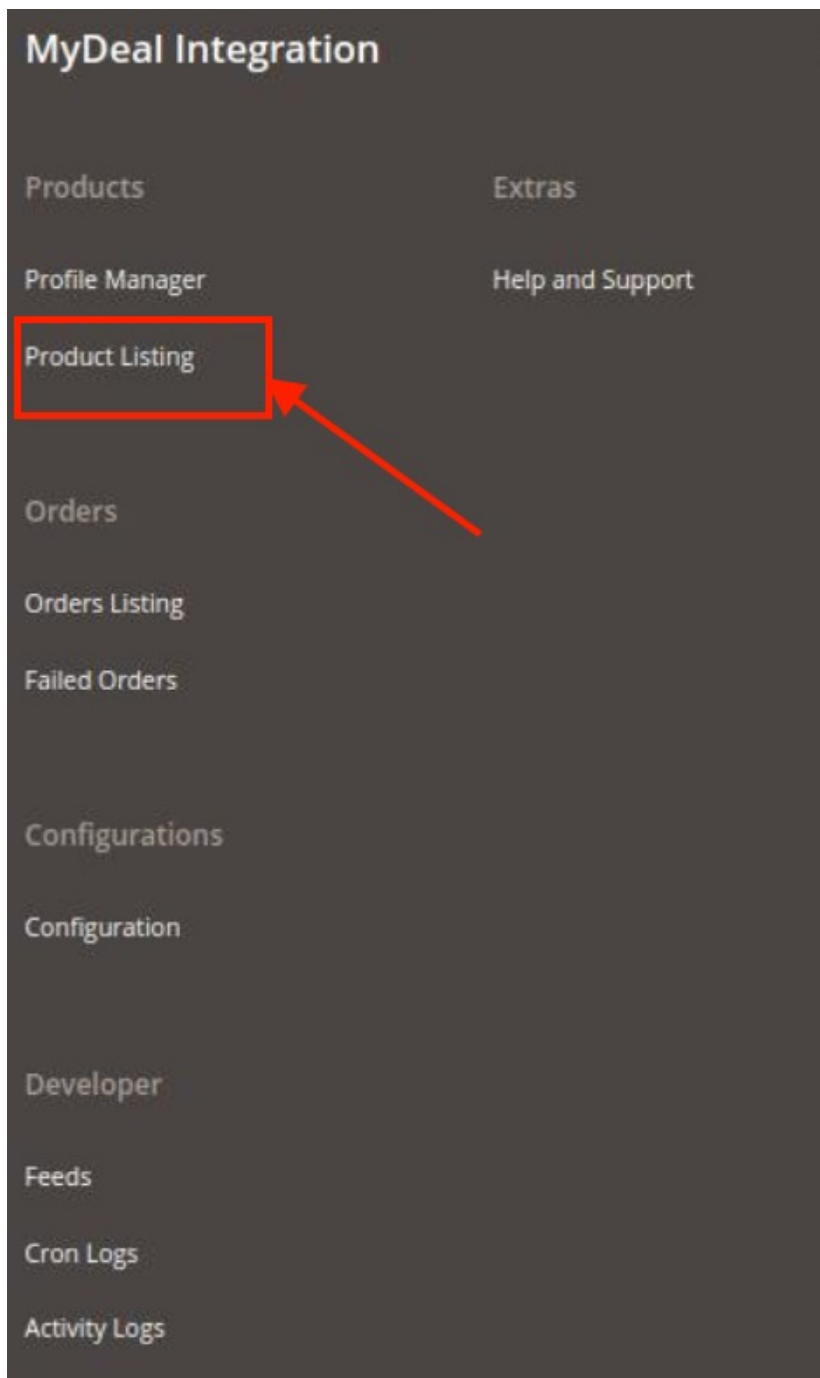 MyDeal Integration
Products
Profile Manager
Product Listing
Orders
Orders Listing
Failed Orders
Configurations
Configuration
Developer
Feeds
Cron Logs
Activity Logs
Extras
Help and Support